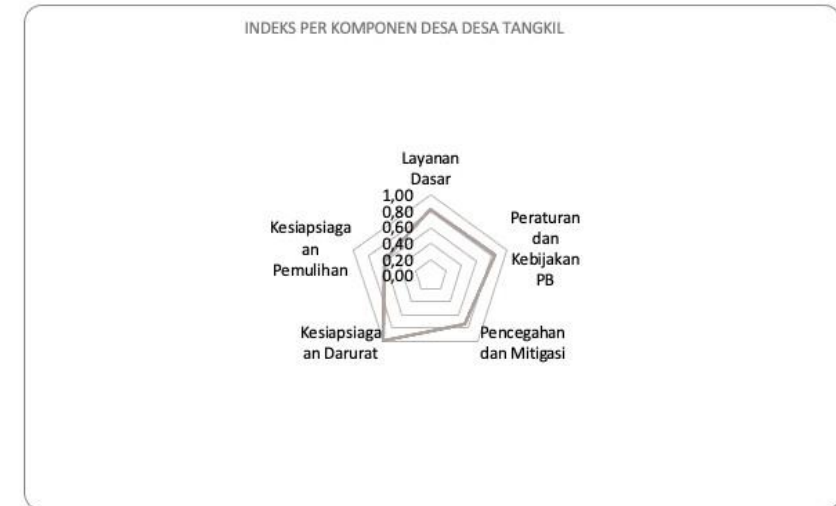 INDEKS PER KOMPONEN DESA DESA TANGKIL
Layanan
Dasar
1,00
0,80
0,60
0,40
0,20
0,00
Peraturan
dan
Kebijakan
PB
Pencegahan
dan Mitigasi
Kesiapsiaga
an Darurat
Kesiapsiaga
an
Pemulihan